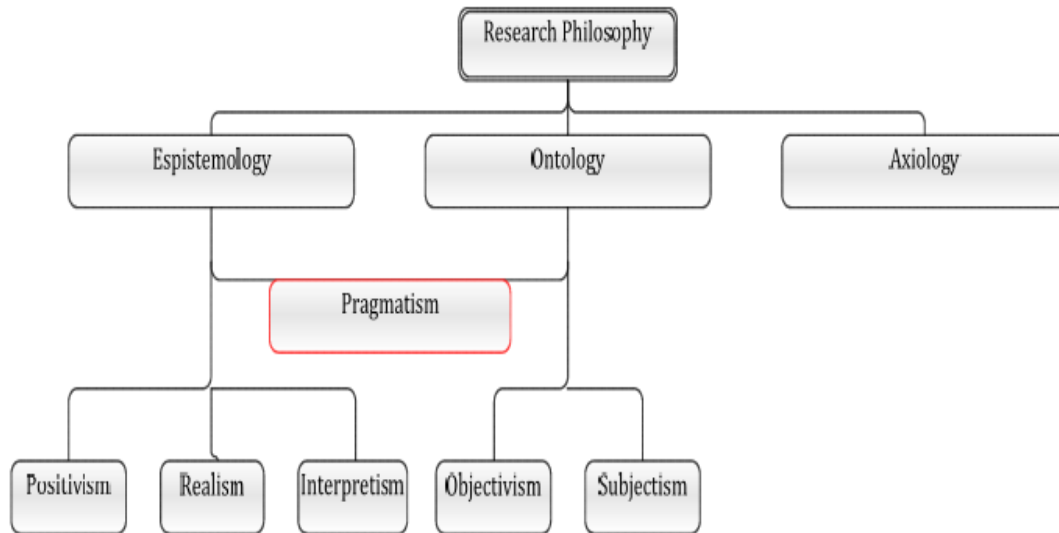 Research Philosophy
Espistemology
Ontology
Axiology
Pragmatism
Positivism
Realism
Interpretism
Objectivism
Subjectism